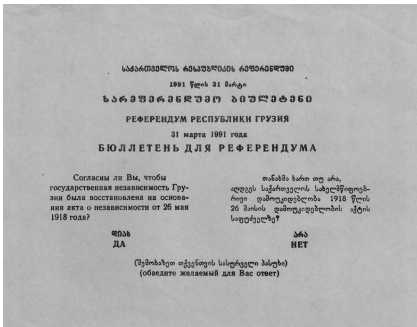 საქართველოს რესპუბლიკის რეფერენდუმი
1991 წლის 31 მარტი
სარეფერენდუმო ბიულეტენი
РЕФЕРЕНДУМ РЕСПУБЛИКИ ГРУЗИЯ
31 марта 1991 года
БЮЛЛЕТЕНЬ ДЛЯ РЕФЕРЕНДУМА
Согласны ли Вы, чтобы
государственная независимость Гру-
зии была восстановлена на основа-
нии акта о независимости от 26 мая
1918 года?
ДА
თანახმა ხართ თუ არა,
აღდგეს საქართველოს სახელმწიფოებ-
რივი დამოუკიდებლობა 1918 წლის
26 მაისის დამოუკიდებლობის აქტის
საფუძველზე?
დიახ
არა
НЕТ
(შემოხაზეთ თქვენთვის სასურველი პასუხი)
(обведите желаемый для Вас ответ)